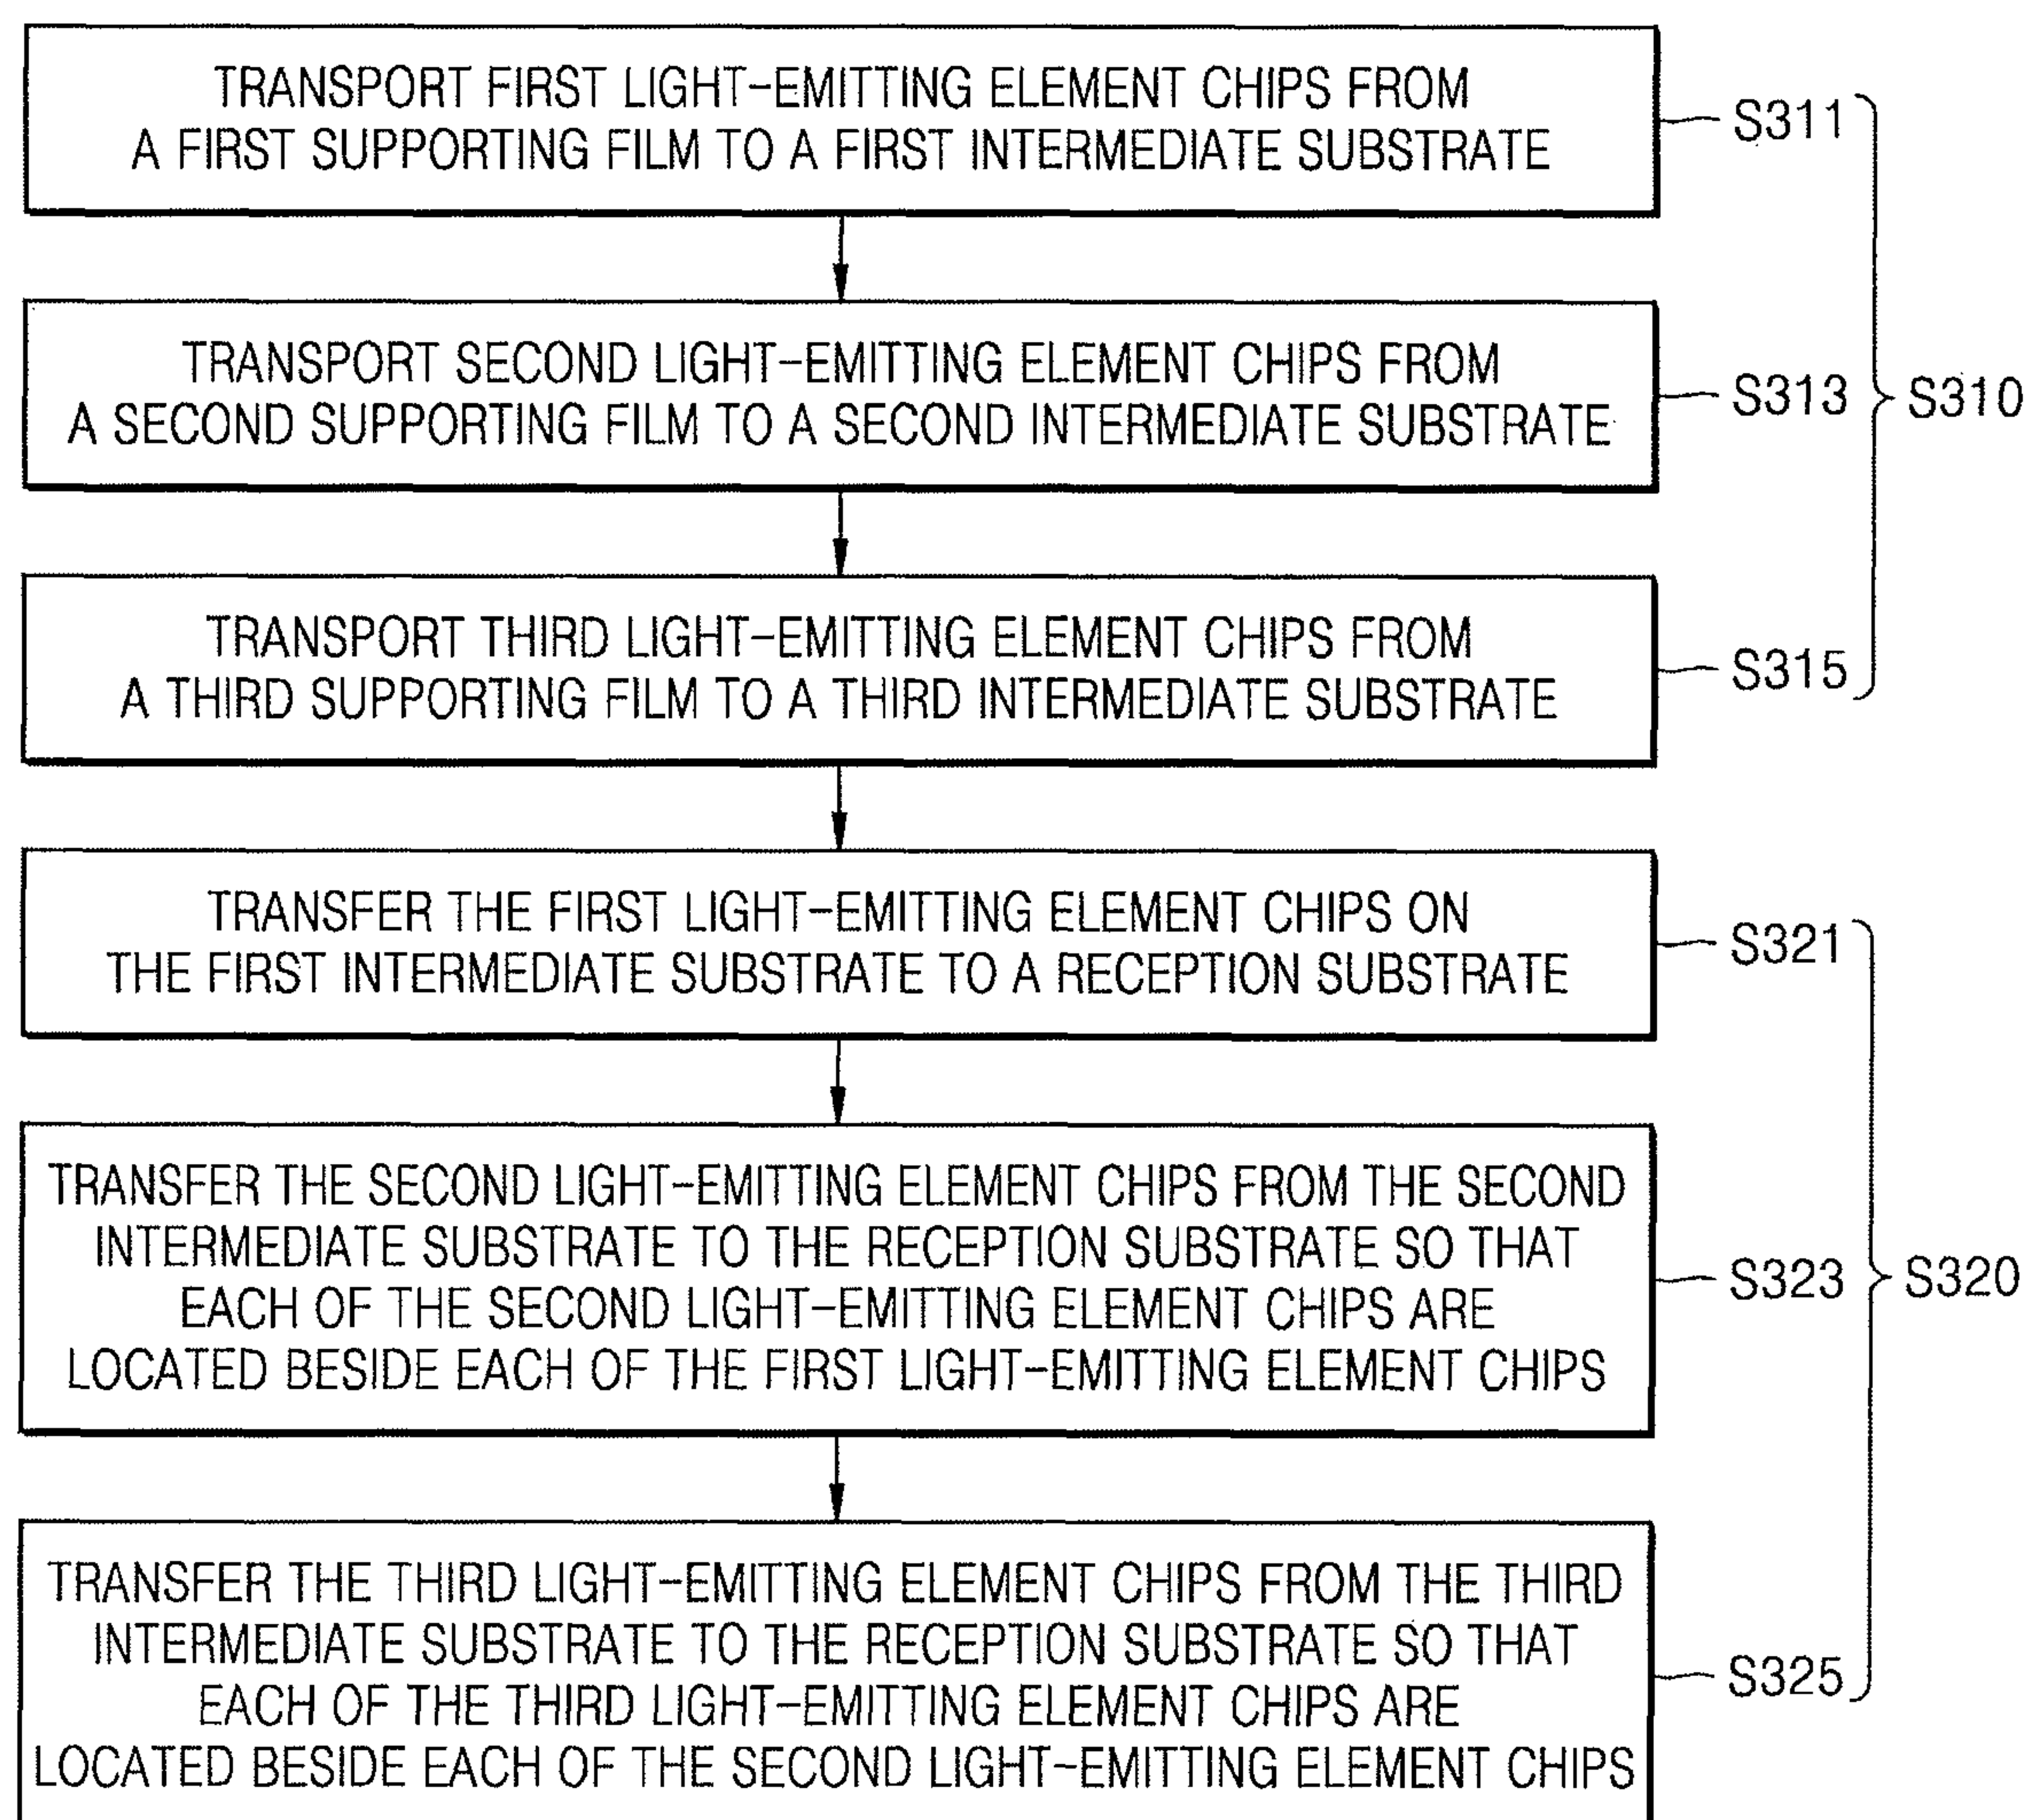 TRANSPORT FIRST LIGHT-EMITTING ELEMENT CHIPS FROM
A FIRST SUPPORTING FILM TO A FIRST INTERMEDIATE SUBSTRATE
S311
TRANSPORT SECOND LIGHT-EMITTING ELEMENT CHIPS FROM
A SECOND SUPPORTING FILM TO A SECOND INTERMEDIATE SUBSTRATE
S313
S310
TRANSPORT THIRD LIGHT-EMITTING ELEMENT CHIPS FROM
A THIRD SUPPORTING FILM TO A THIRD INTERMEDIATE SUBSTRATE
S315
TRANSFER THE FIRST LIGHT-EMITTING ELEMENT CHIPS ON
THE FIRST INTERMEDIATE SUBSTRATE TO A RECEPTION SUBSTRATE
S321
TRANSFER THE SECOND LIGHT-EMITTING ELEMENT CHIPS FROM THE SECOND
INTERMEDIATE SUBSTRATE TO THE RECEPTION SUBSTRATE SO THAT
EACH OF THE SECOND LIGHT-EMITTING ELEMENT CHIPS ARE
LOCATED BESIDE EACH OF THE FIRST LIGHT-EMITTING ELEMENT CHIPS
S323
S320
TRANSFER THE THIRD LIGHT-EMITTING ELEMENT CHIPS FROM THE THIRD
INTERMEDIATE SUBSTRATE TO THE RECEPTION SUBSTRATE SO THAT
EACH OF THE THIRD LIGHT-EMITTING ELEMENT CHIPS ARE
LOCATED BESIDE EACH OF THE SECOND LIGHT-EMITTING ELEMENT CHIPS
S325